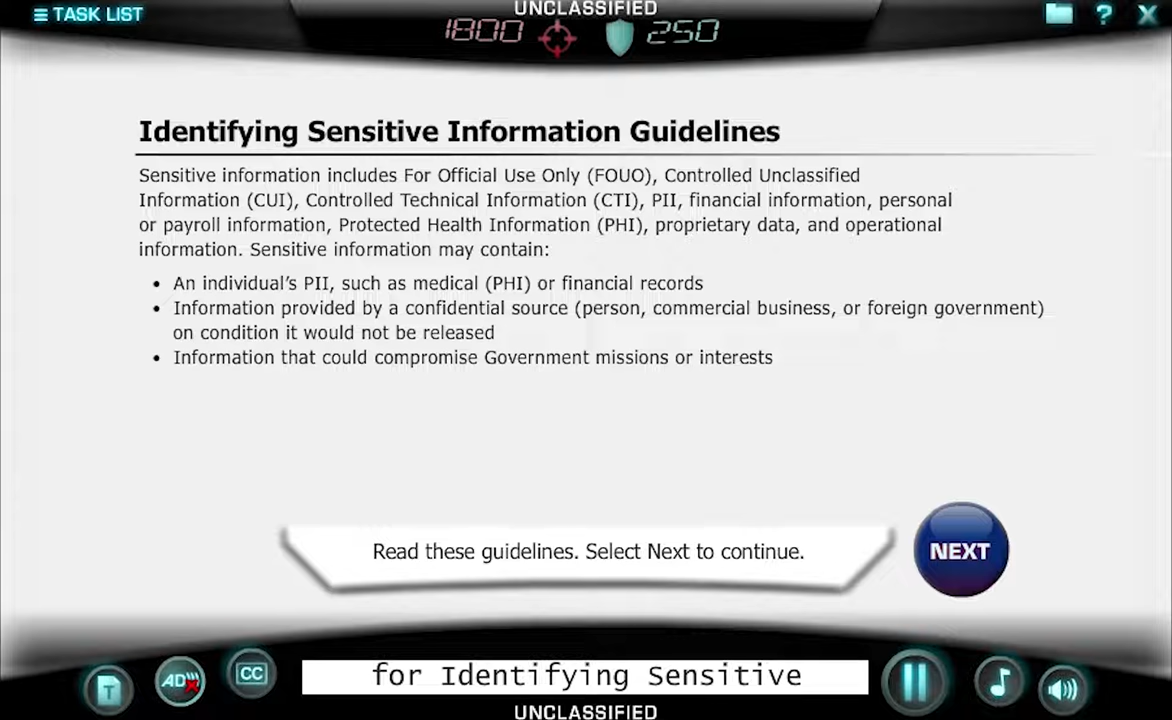 UNCLASSIFIED
☰ TASK LIST
1800 250
? X
Identifying Sensitive Information Guidelines
Sensitive information includes For Official Use Only (FOUO), Controlled Unclassified
Information (CUI), Controlled Technical Information (CTI), PII, financial information, personal
or payroll information, Protected Health Information (PHI), proprietary data, and operational
information. Sensitive information may contain:
• An individual's PII, such as medical (PHI) or financial records
• Information provided by a confidential source (person, commercial business, or foreign government)
on condition it would not be released
• Information that could compromise Government missions or interests
Read these guidelines. Select Next to continue.
NEXT
T
AD
CC
for Identifying Sensitive
UNCLASSIFIED